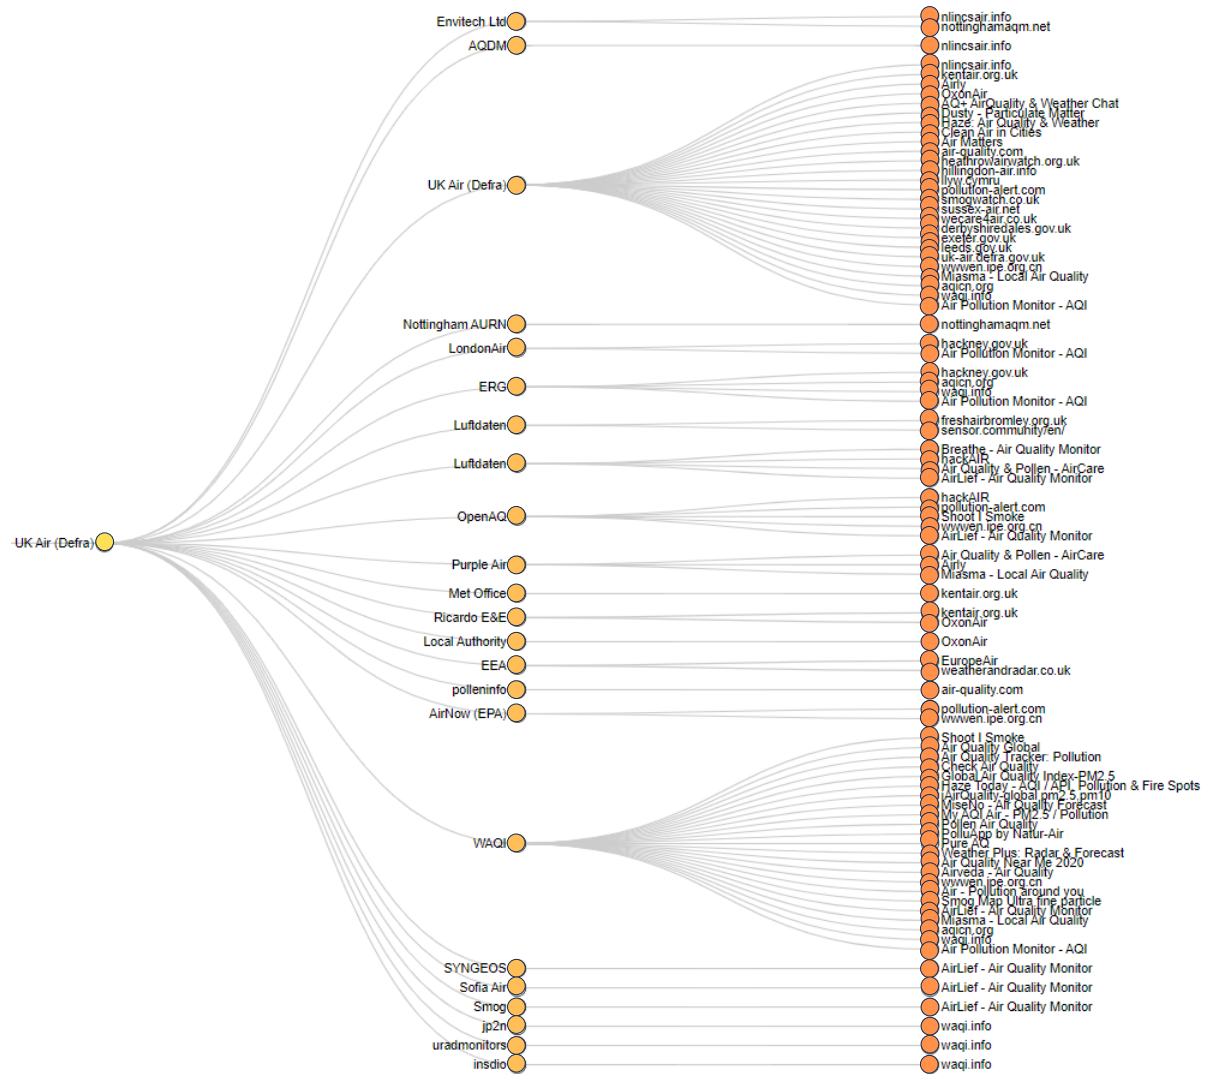 UK Air (Defra)
Envitech Ltd
nlincsair.info
nottinghamaqm.net
AQDM
nlincsair.info
UK Air (Defra)
nlincsair.info
kentair.org.uk
Airly
OxonAir
AQ+ AirQuality & Weather Chat
Dusty - Particulate Matter
Haze: Air Quality & Weather
Clean Air in Cities
Air Matters
air-quality.com
heathrowairwatch.org.uk
hillingdon-air.info
llyw.cymru
pollution-alert.com
smogwatch.co.uk
sussex-air.net
wecare4air.co.uk
derbyshiredales.gov.uk
exeter.gov.uk
leeds.gov.uk
uk-air.defra.gov.uk
wwwen.ipe.org.cn
Miasma - Local Air Quality
aqicn.org
waqi.info
Air Pollution Monitor - AQI
Nottingham AURN
nottinghamaqm.net
LondonAir
hackney.gov.uk
Air Pollution Monitor - AQI
ERG
hackney.gov.uk
aqicn.org
waqi.info
Air Pollution Monitor - AQI
Luftdaten
freshairbromley.org.uk
sensor.community/en/
Luftdaten
Breathe - Air Quality Monitor
hackAIR
Air Quality & Pollen - AirCare
AirLief - Air Quality Monitor
OpenAQ
hackAIR
pollution-alert.com
Shoot I Smoke
wwwen.ipe.org.cn
AirLief - Air Quality Monitor
Purple Air
Air Quality & Pollen - AirCare
Airly
Miasma - Local Air Quality
Met Office
kentair.org.uk
Ricardo E&E
kentair.org.uk
OxonAir
Local Authority
OxonAir
EEA
EuropeAir
weatherandradar.co.uk
polleninfo
air-quality.com
AirNow (EPA)
pollution-alert.com
wwwen.ipe.org.cn
WAQI
Shoot I Smoke
Air Quality Global
Air Quality Tracker: Pollution
Check Air Quality
Global Air Quality Index-PM2.5
Haze Today - AQI / API, Pollution & Fire Spots
iAirQuality-global pm2.5 pm10
MiseNo - Air Quality Forecast
My AQI Air - PM2.5 / Pollution
Pollen Air Quality
PolluApp by Natur-Air
Pure AQ
Weather Plus: Radar & Forecast
Air Quality Near Me 2020
Airveda - Air Quality
wwwen.ipe.org.cn
Air - Pollution around you
Smog Map Ultra fine particle
AirLief - Air Quality Monitor
Miasma - Local Air Quality
aqicn.org
waqi.info
Air Pollution Monitor - AQI
SYNGEOS
AirLief - Air Quality Monitor
Sofia Air
AirLief - Air Quality Monitor
Smog
AirLief - Air Quality Monitor
jp2n
waqi.info
uradmonitors
waqi.info
insdio
waqi.info